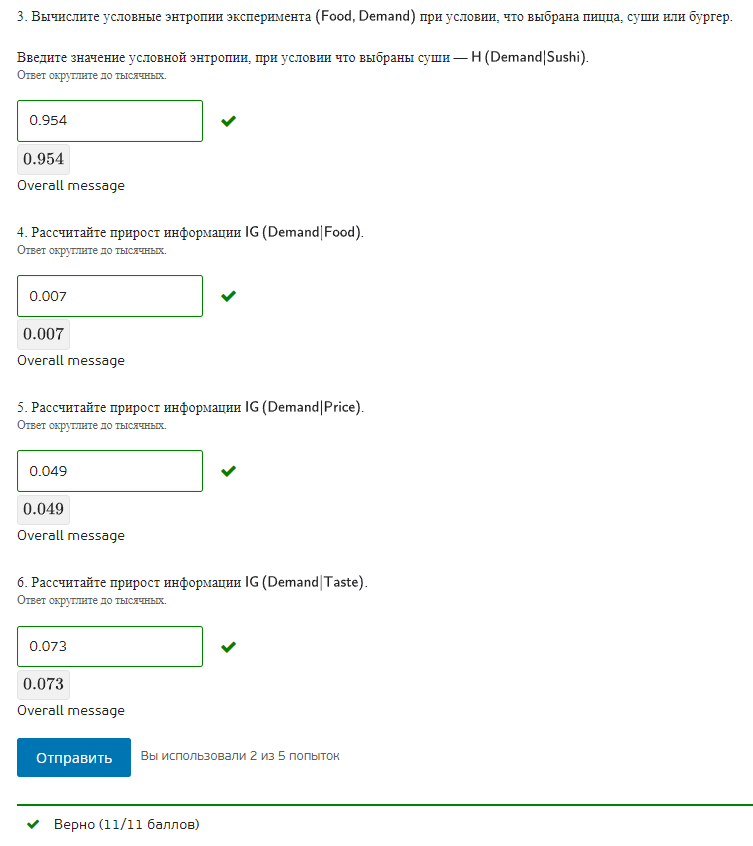 3. Вычислите условные энтропии эксперимента (Food, Demand) при условии, что выбрана пицца, суши или бургер.
Введите значение условной энтропии, при условии что выбраны суши — H (Demand|Sushi).
Ответ округлите до тысячных.
0.954
0.954
Overall message
4. Рассчитайте прирост информации IG (Demand|Food).
Ответ округлите до тысячных.
0.007
0.007
Overall message
5. Рассчитайте прирост информации IG (Demand|Price).
Ответ округлите до тысячных.
0.049
0.049
Overall message
6. Рассчитайте прирост информации IG (Demand|Taste).
Ответ округлите до тысячных.
0.073
0.073
Overall message
Отправить Вы использовали 2 из 5 попыток
Верно (11/11 баллов)